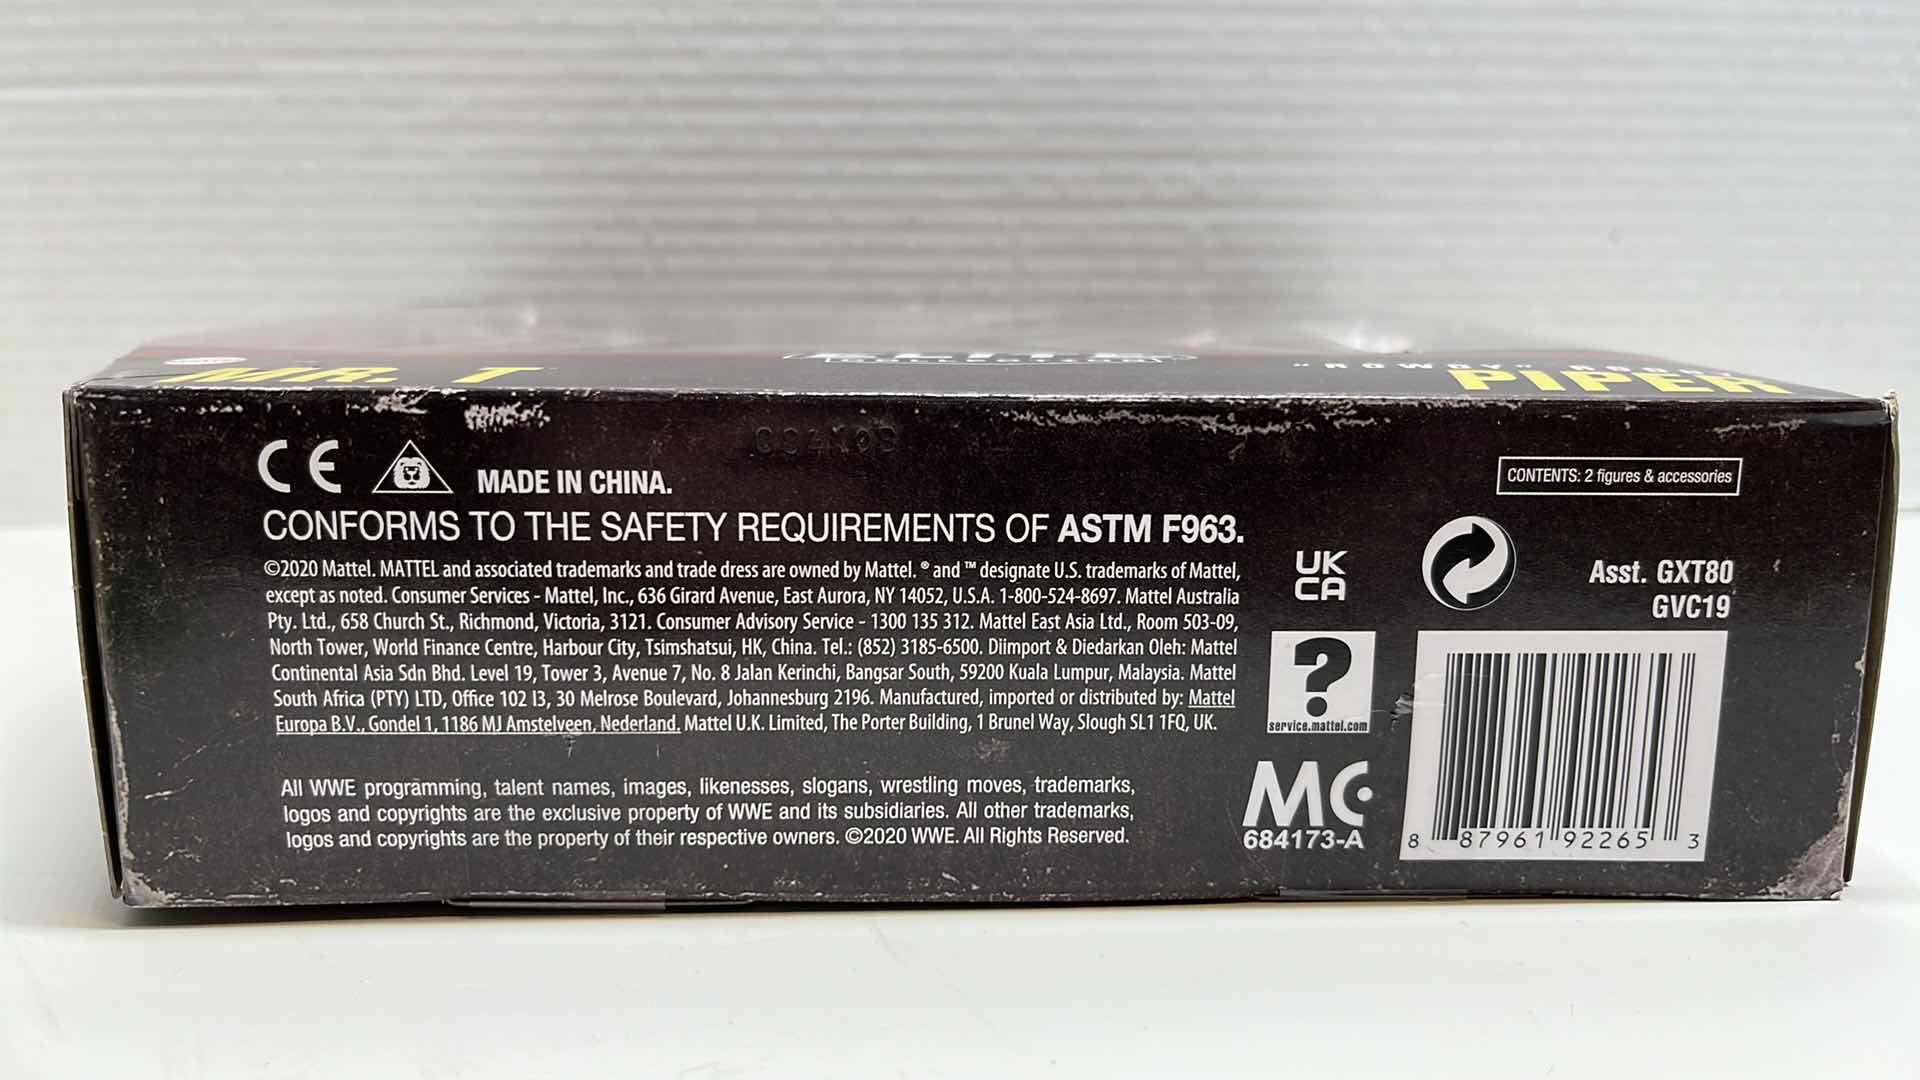 MR. T
ELITE
"ROWDY" RODDY
PIPER
CE
MADE IN CHINA.
CONTENTS: 2 figures & accessories
CONFORMS TO THE SAFETY REQUIREMENTS OF ASTM F963.
©2020 Mattel. MATTEL and associated trademarks and trade dress are owned by Mattel. ® and ™ designate U.S. trademarks of Mattel,
except as noted. Consumer Services - Mattel, Inc., 636 Girard Avenue, East Aurora, NY 14052, U.S.A. 1-800-524-8697. Mattel Australia
Pty. Ltd., 658 Church St., Richmond, Victoria, 3121. Consumer Advisory Service - 1300 135 312. Mattel East Asia Ltd., Room 503-09,
North Tower, World Finance Centre, Harbour City, Tsimshatsui, HK, China. Tel.: (852) 3185-6500. Diimport & Diedarkan Oleh: Mattel
Continental Asia Sdn Bhd. Level 19, Tower 3, Avenue 7, No. 8 Jalan Kerinchi, Bangsar South, 59200 Kuala Lumpur, Malaysia. Mattel
South Africa (PTY) LTD, Office 102 I3, 30 Melrose Boulevard, Johannesburg 2196. Manufactured, imported or distributed by: Mattel
Europa B.V., Gondel 1, 1186 MJ Amstelveen, Nederland. Mattel U.K. Limited, The Porter Building, 1 Brunel Way, Slough SL1 1FQ, UK.
All WWE programming, talent names, images, likenesses, slogans, wrestling moves, trademarks,
logos and copyrights are the exclusive property of WWE and its subsidiaries. All other trademarks,
logos and copyrights are the property of their respective owners. ©2020 WWE. All Rights Reserved.
UK
CA
?
service.mattel.com
MC
684173-A
Asst. GXT80
GVC19
8 87961 92265 3